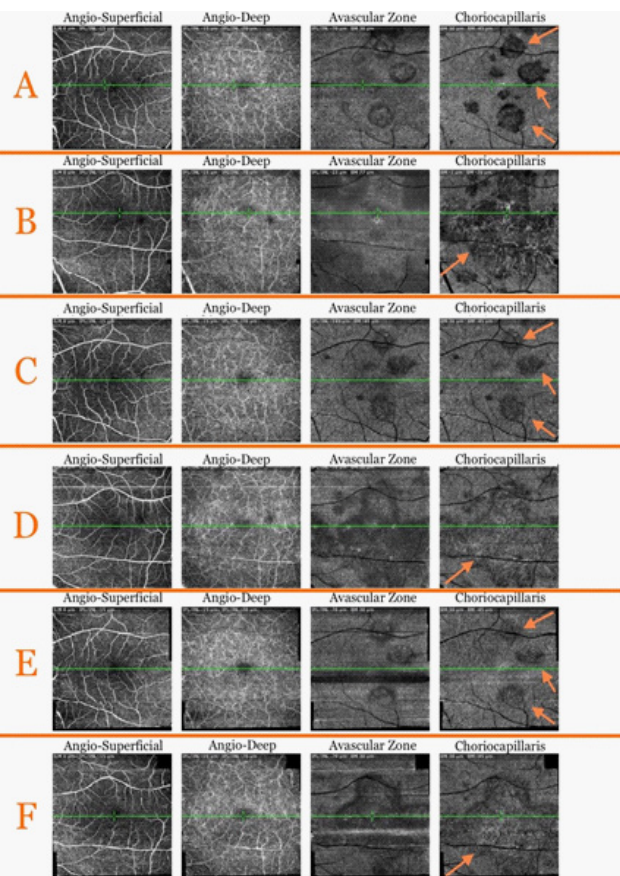 Angio-Superficial Angio-Deep Avascular Zone Choriocapillaris
A
Angio-Superficial Angio-Deep Avascular Zone Choriocapillaris
B
Angio-Superficial Angio-Deep Avascular Zone Choriocapillaris
C
Angio-Superficial Angio-Deep Avascular Zone Choriocapillaris
D
Angio-Superficial Angio-Deep Avascular Zone Choriocapillaris
E
Angio-Superficial Angio-Deep Avascular Zone Choriocapillaris
F